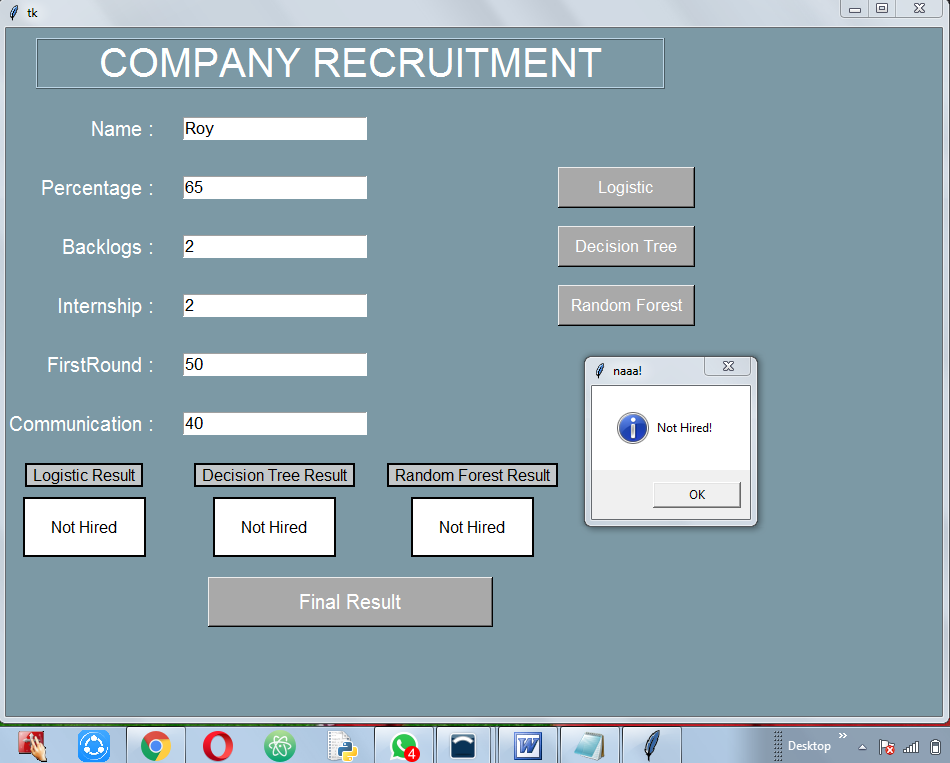 tk
COMPANY RECRUITMENT
Name : Roy
Percentage : 65
Logistic
Backlogs : 2
Decision Tree
Internship : 2
Random Forest
FirstRound : 50
naaa!
Not Hired!
OK
Communication : 40
Logistic Result Decision Tree Result Random Forest Result
Not Hired Not Hired Not Hired
Final Result
4
W
Desktop